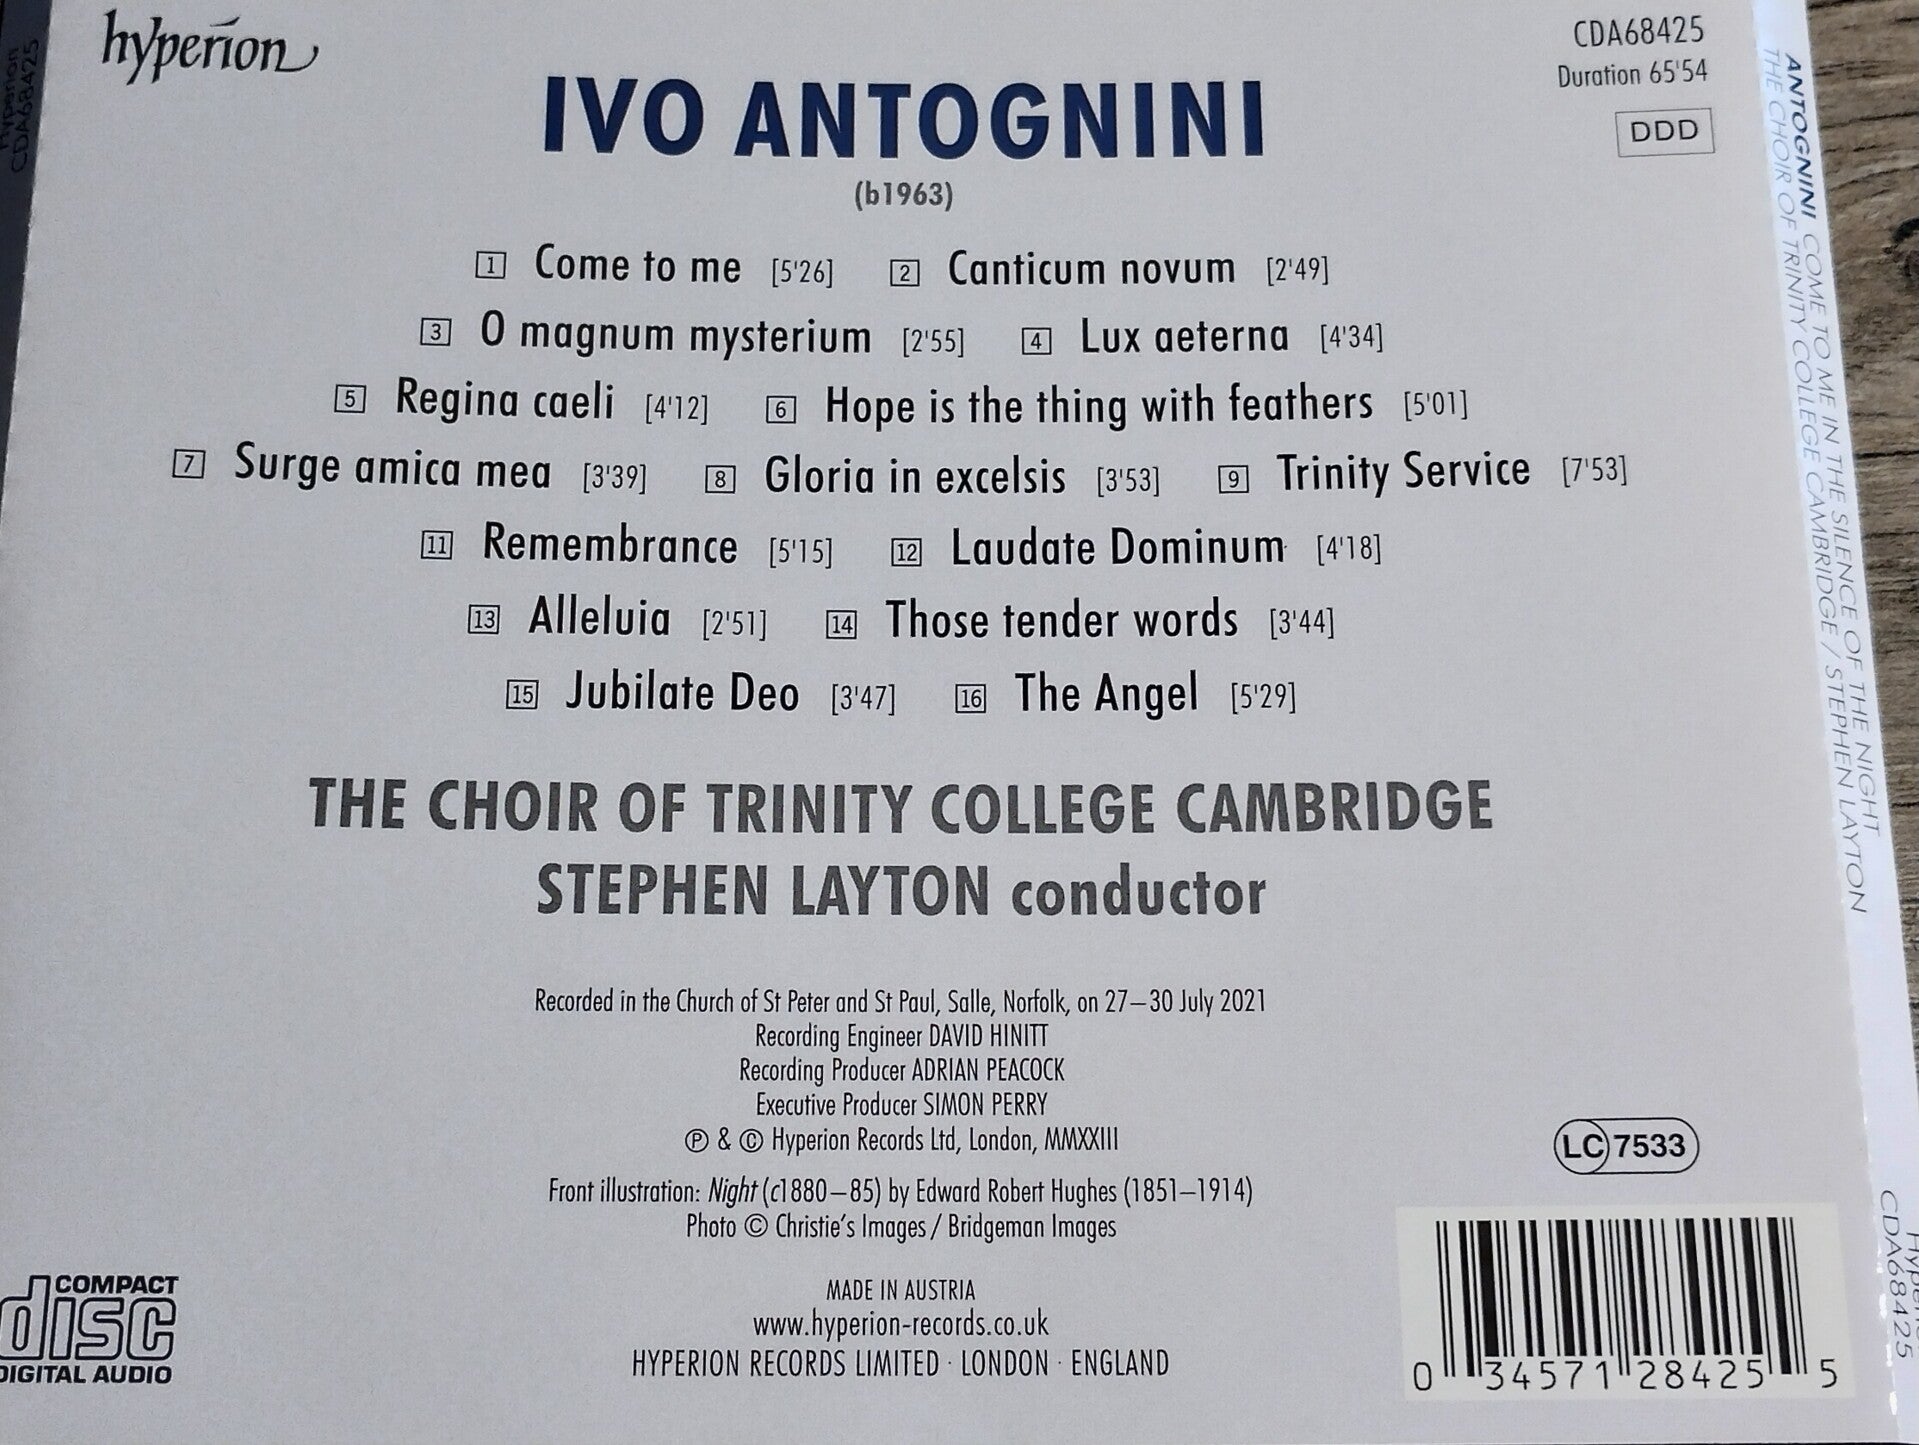 hyperion
CDA68425
Duration 65'54
DDD
IVO ANTOGNINI
(b1963)
1 Come to me [5'26] 2 Canticum novum [2'49]
3 O magnum mysterium [2'55] 4 Lux aeterna [4'34]
5 Regina caeli [4'12] 6 Hope is the thing with feathers [5'01]
7 Surge amica mea [3'39] 8 Gloria in excelsis [3'53] 9 Trinity Service [7'53]
11 Remembrance [5'15] 12 Laudate Dominum [4'18]
13 Alleluia [2'51] 14 Those tender words [3'44]
15 Jubilate Deo [3'47] 16 The Angel [5'29]
THE CHOIR OF TRINITY COLLEGE CAMBRIDGE
STEPHEN LAYTON conductor
Recorded in the Church of St Peter and St Paul, Salle, Norfolk, on 27–30 July 2021
Recording Engineer DAVID HINITT
Recording Producer ADRIAN PEACOCK
Executive Producer SIMON PERRY
℗ & © Hyperion Records Ltd, London, MMXXIII
Front illustration: Night (c1880–85) by Edward Robert Hughes (1851–1914)
Photo © Christie's Images / Bridgeman Images
MADE IN AUSTRIA
www.hyperion-records.co.uk
HYPERION RECORDS LIMITED · LONDON · ENGLAND
COMPACT
disc
DIGITAL AUDIO
LC 7533
0 34571 28425 5
ANTOGNINI COME TO ME IN THE SILENCE OF THE NIGHT
THE CHOIR OF TRINITY COLLEGE CAMBRIDGE / STEPHEN LAYTON
CDA68425
Hyperion
CDA68425